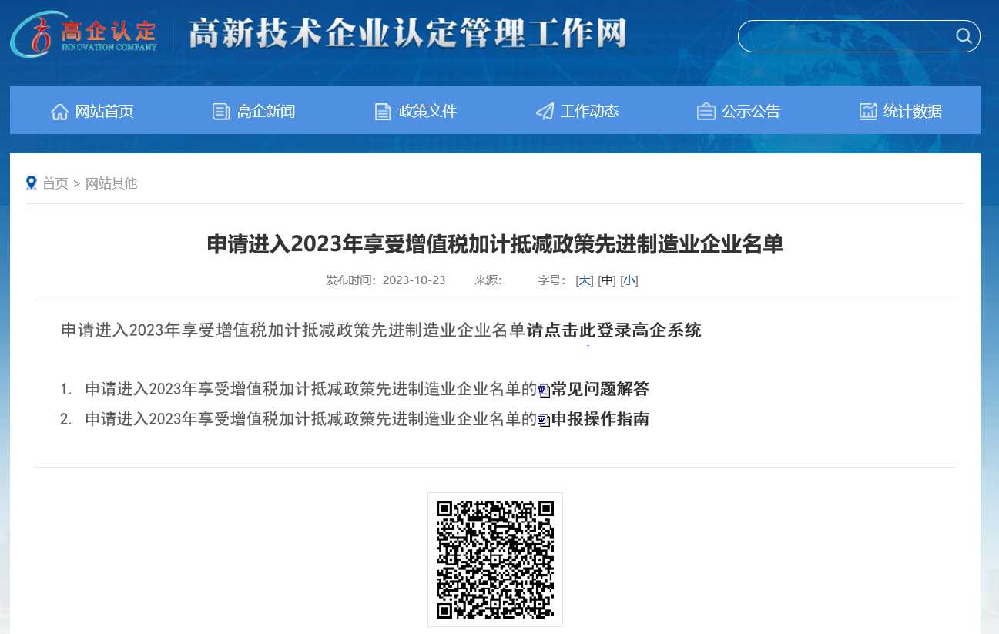 高企认定
INNOVATION COMPANY
高新技术企业认定管理工作网
网站首页 高企新闻 政策文件 工作动态 公示公告 统计数据
首页 > 网站其他
申请进入2023年享受增值税加计抵减政策先进制造业企业名单
发布时间：2023-10-23 来源： 字号： [大] [中] [小]
申请进入2023年享受增值税加计抵减政策先进制造业企业名单请点击此登录高企系统
1. 申请进入2023年享受增值税加计抵减政策先进制造业企业名单的常见问题解答
2. 申请进入2023年享受增值税加计抵减政策先进制造业企业名单的申报操作指南